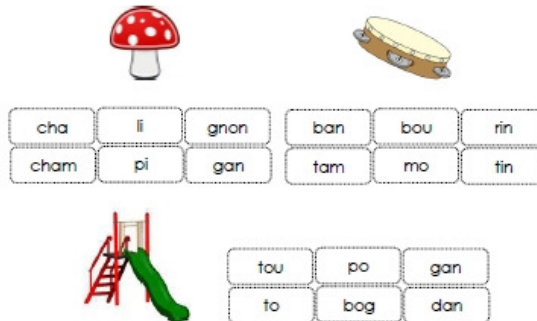 cha li gnon
cham pi gan
ban bou rin
tam mo tin
tou po gan
to bog dan